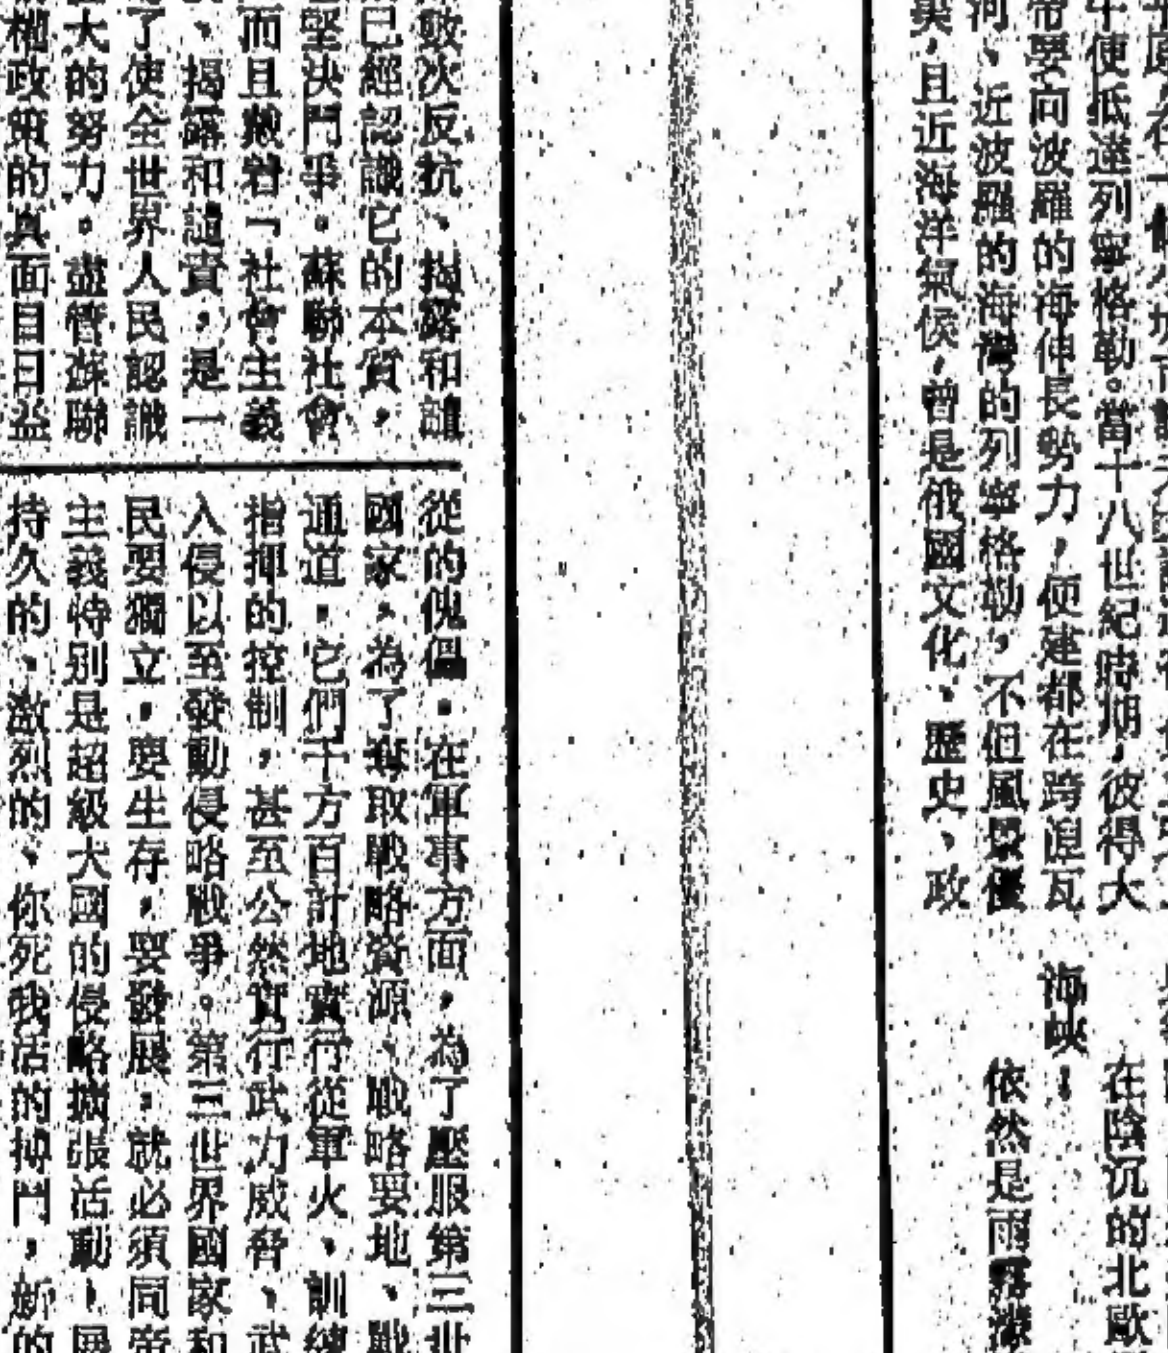 便抵達列寧格勒。當十八世紀時期，彼得大
帝要向波羅的海伸長勢力，便建都在跨涅瓦
河、近波羅的海灣的列寧格勒，不但風景優
美，且近海洋氣侯，曾是俄國文化、歷史、政
在陰沉的北歐
海峽！
依然是雨霧濛
次反抗、揭露和譴
已經認識它的本質，
堅決鬥爭。蘇聯社會
而且戴着「社會主義
、揭露和譴責，是一
了使全世界人民認識
大的努力。盡管蘇聯
政策的真面目日益
從的傀儡。在軍事方面，為了壓服第三世
國家，為了奪取戰略資源、戰略要地、戰
通道，它們千方百計地實行從軍火、訓練
指揮的控制，甚至公然實行武力威脅、武
入侵以至發動侵略戰爭。第三世界國家和
民要獨立，要生存，要發展，就必須同帝
主義特別是超級大國的侵略擴張活動，展
持久的、激烈的、你死我活的搏鬥，新的